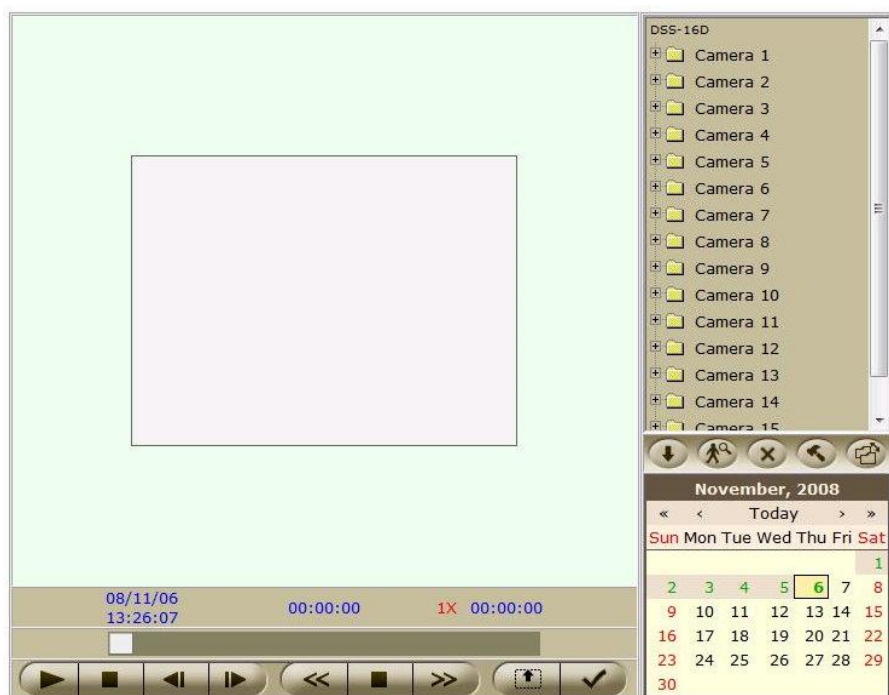 DSS-16D
Camera 1
Camera 2
Camera 3
Camera 4
Camera 5
Camera 6
Camera 7
Camera 8
Camera 9
Camera 10
Camera 11
Camera 12
Camera 13
Camera 14
Camera 15
November, 2008
« ‹ Today › »
Sun Mon Tue Wed Thu Fri Sat
1
2 3 4 5 6 7 8
9 10 11 12 13 14 15
16 17 18 19 20 21 22
23 24 25 26 27 28 29
30
08/11/06
13:26:07
00:00:00
1X 00:00:00